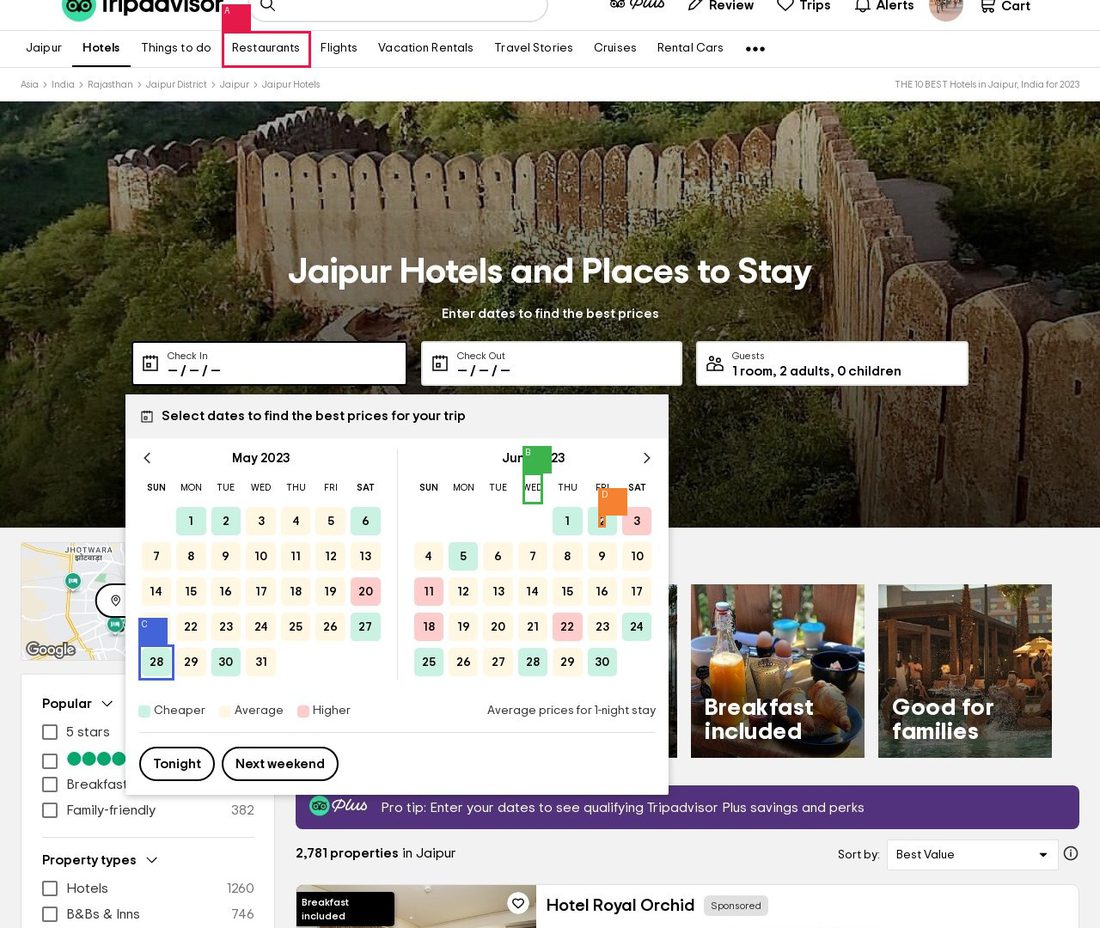 Tripadvisor
A
Plus Review Trips Alerts Cart
Jaipur Hotels Things to do Restaurants Flights Vacation Rentals Travel Stories Cruises Rental Cars •••
Asia > India > Rajasthan > Jaipur District > Jaipur > Jaipur Hotels
THE 10 BEST Hotels in Jaipur, India for 2023
Jaipur Hotels and Places to Stay
Enter dates to find the best prices
Check In
– / – / –
Check Out
– / – / –
Guests
1 room, 2 adults, 0 children
Select dates to find the best prices for your trip
May 2023
SUN MON TUE WED THU FRI SAT
1 2 3 4 5 6
7 8 9 10 11 12 13
14 15 16 17 18 19 20
C 22 23 24 25 26 27
28 29 30 31
B
23
SUN MON TUE WED THU FRI SAT
D
1 2 3
4 5 6 7 8 9 10
11 12 13 14 15 16 17
18 19 20 21 22 23 24
25 26 27 28 29 30
Cheaper Average Higher
Average prices for 1-night stay
Tonight Next weekend
JHOTWARA
झोटवाड़ा
Google
Breakfast
included
Good for
families
Popular
5 stars
Breakfast
Family-friendly 382
Property types
Hotels 1260
B&Bs & Inns 746
Plus Pro tip: Enter your dates to see qualifying Tripadvisor Plus savings and perks
2,781 properties in Jaipur
Sort by: Best Value
Breakfast
included
Hotel Royal Orchid Sponsored